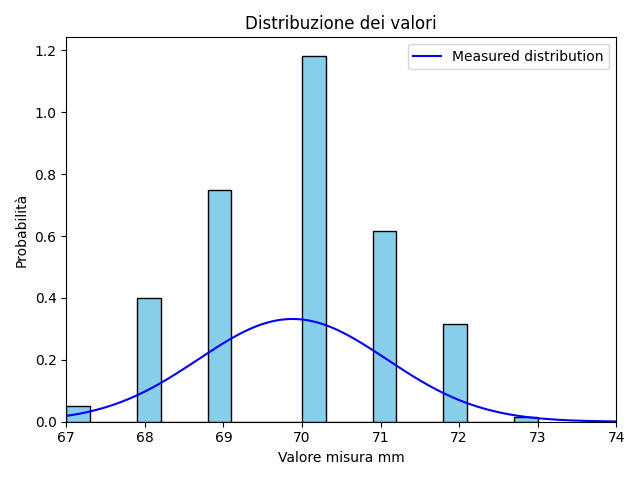 Distribuzione dei valori
Measured distribution
Probabilità
1.2
1.0
0.8
0.6
0.4
0.2
0.0
67 68 69 70 71 72 73 74
Valore misura mm